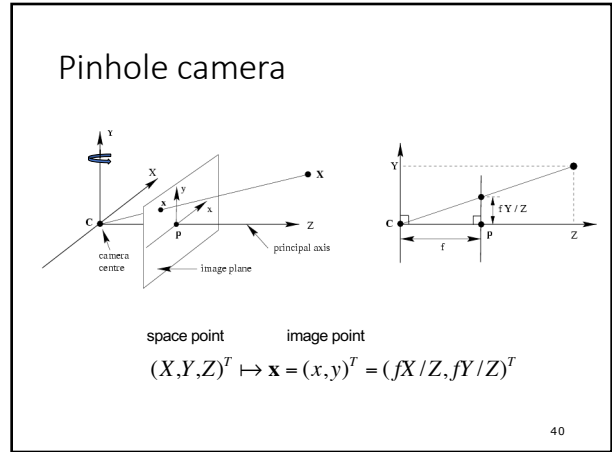 Pinhole camera
Y
X
C
camera
centre
x
y
x
p
image plane
principal axis
Z
X
Y
C
f
p
f Y / Z
Z
space point image point
(X,Y,Z)^T ↦ x = (x,y)^T = (fX/Z, fY/Z)^T
40